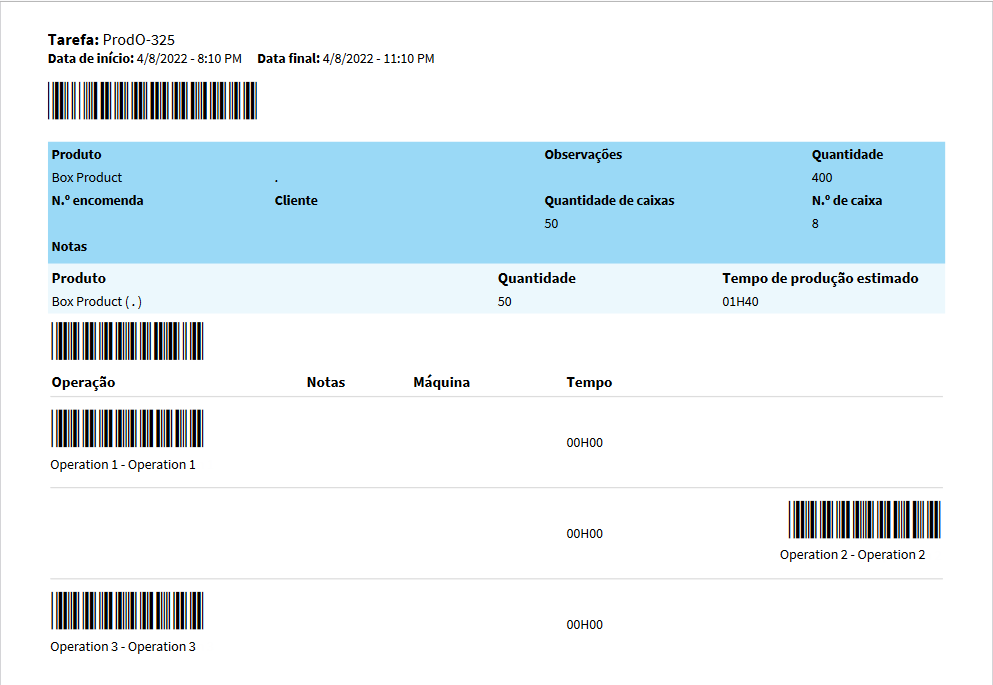 Tarefa: ProdO-325
Data de início: 4/8/2022 - 8:10 PM Data final: 4/8/2022 - 11:10 PM
Produto Observações Quantidade
Box Product . 400
N.º encomenda Cliente Quantidade de caixas N.º de caixa
50 8
Notas
Produto Quantidade Tempo de produção estimado
Box Product ( . ) 50 01H40
Operação Notas Máquina Tempo
00H00
Operation 1 - Operation 1
00H00
Operation 2 - Operation 2
00H00
Operation 3 - Operation 3